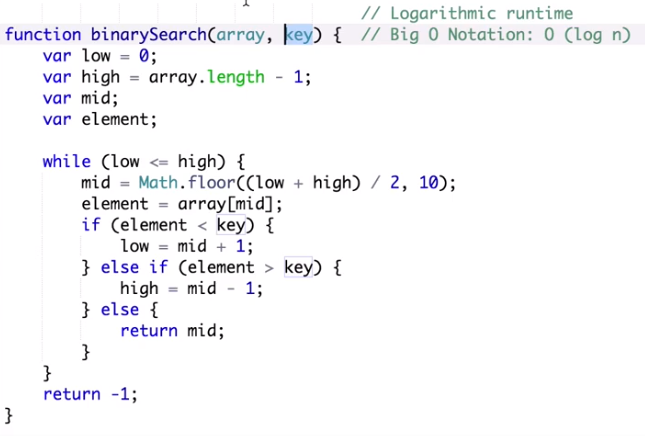 // Logarithmic runtime
function binarySearch(array, key) { // Big O Notation: O (log n)
    var low = 0;
    var high = array.length - 1;
    var mid;
    var element;

    while (low <= high) {
        mid = Math.floor((low + high) / 2, 10);
        element = array[mid];
        if (element < key) {
            low = mid + 1;
        } else if (element > key) {
            high = mid - 1;
        } else {
            return mid;
        }
    }
    return -1;
}